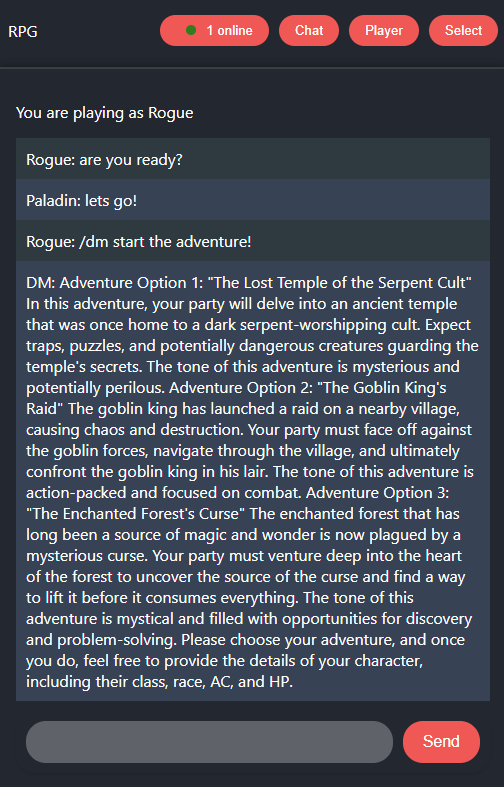 RPG
1 online
Chat
Player
Select
You are playing as Rogue
Rogue: are you ready?
Paladin: lets go!
Rogue: /dm start the adventure!
DM: Adventure Option 1: "The Lost Temple of the Serpent Cult"
In this adventure, your party will delve into an ancient temple
that was once home to a dark serpent-worshipping cult. Expect
traps, puzzles, and potentially dangerous creatures guarding the
temple's secrets. The tone of this adventure is mysterious and
potentially perilous. Adventure Option 2: "The Goblin King's
Raid" The goblin king has launched a raid on a nearby village,
causing chaos and destruction. Your party must face off against
the goblin forces, navigate through the village, and ultimately
confront the goblin king in his lair. The tone of this adventure is
action-packed and focused on combat. Adventure Option 3:
"The Enchanted Forest's Curse" The enchanted forest that has
long been a source of magic and wonder is now plagued by a
mysterious curse. Your party must venture deep into the heart
of the forest to uncover the source of the curse and find a way
to lift it before it consumes everything. The tone of this
adventure is mystical and filled with opportunities for discovery
and problem-solving. Please choose your adventure, and once
you do, feel free to provide the details of your character,
including their class, race, AC, and HP.
Send